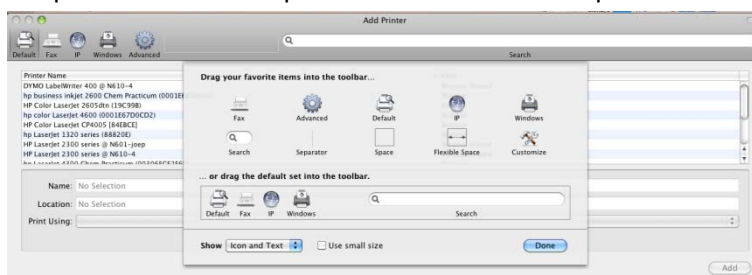 Add Printer
Default Fax IP Windows Advanced
Search
Printer Name
DYMO LabelWriter 400 @ N610-4
hp business inkjet 2600 Chem Practicum (0001E
HP Color LaserJet 2605dtn (19C99B)
hp color LaserJet 4600 (0001E67D0CD2)
HP Color LaserJet CP4005 [84EBCE]
hp LaserJet 1320 series (88820E)
HP LaserJet 2300 series @ N601-joep
HP LaserJet 2300 series @ N610-4
Name: No Selection
Location: No Selection
Print Using:
Drag your favorite items into the toolbar...
Fax Advanced Default IP Windows
Search Separator Space Flexible Space Customize
... or drag the default set into the toolbar.
Default Fax IP Windows Search
Show Icon and Text Use small size Done
Add